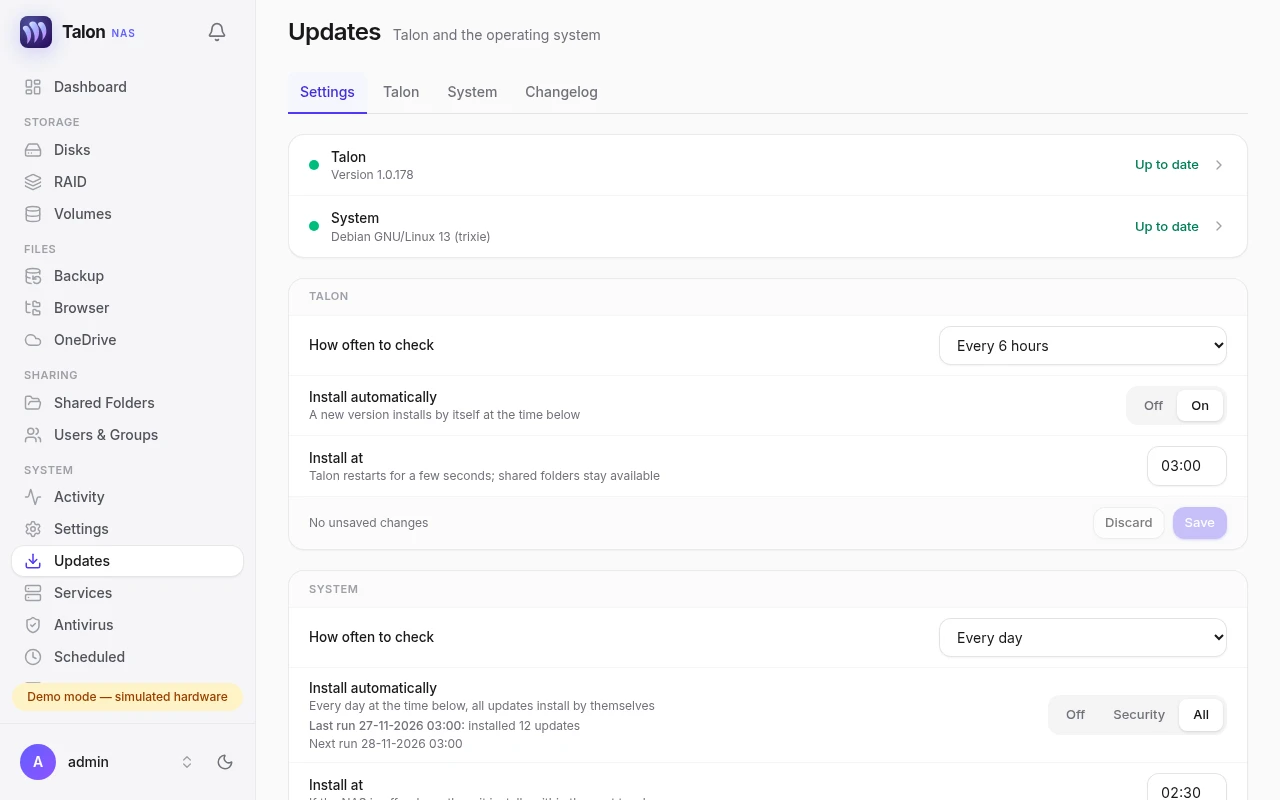 Talon NAS
Dashboard
STORAGE
Disks
RAID
Volumes
FILES
Backup
Browser
OneDrive
SHARING
Shared Folders
Users & Groups
SYSTEM
Activity
Settings
Updates
Services
Antivirus
Scheduled
Demo mode — simulated hardware
A
admin
Updates Talon and the operating system
Settings Talon System Changelog
Talon
Version 1.0.178
Up to date
System
Debian GNU/Linux 13 (trixie)
Up to date
TALON
How often to check
Every 6 hours
Install automatically
A new version installs by itself at the time below
Off On
Install at
Talon restarts for a few seconds; shared folders stay available
03:00
No unsaved changes
Discard Save
SYSTEM
How often to check
Every day
Install automatically
Every day at the time below, all updates install by themselves
Last run 27-11-2026 03:00: installed 12 updates
Next run 28-11-2026 03:00
Off Security All
Install at
02:30